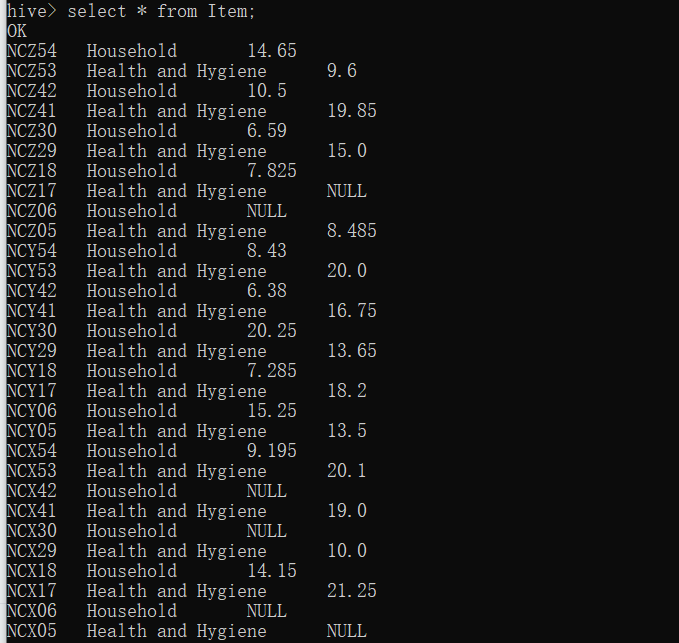 hive> select * from Item;
OK
NCZ54 Household 14.65
NCZ53 Health and Hygiene 9.6
NCZ42 Household 10.5
NCZ41 Health and Hygiene 19.85
NCZ30 Household 6.59
NCZ29 Health and Hygiene 15.0
NCZ18 Household 7.825
NCZ17 Health and Hygiene NULL
NCZ06 Household NULL
NCZ05 Health and Hygiene 8.485
NCY54 Household 8.43
NCY53 Health and Hygiene 20.0
NCY42 Household 6.38
NCY41 Health and Hygiene 16.75
NCY30 Household 20.25
NCY29 Health and Hygiene 13.65
NCY18 Household 7.285
NCY17 Health and Hygiene 18.2
NCY06 Household 15.25
NCY05 Health and Hygiene 13.5
NCX54 Household 9.195
NCX53 Health and Hygiene 20.1
NCX42 Household NULL
NCX41 Health and Hygiene 19.0
NCX30 Household NULL
NCX29 Health and Hygiene 10.0
NCX18 Household 14.15
NCX17 Health and Hygiene 21.25
NCX06 Household NULL
NCX05 Health and Hygiene NULL